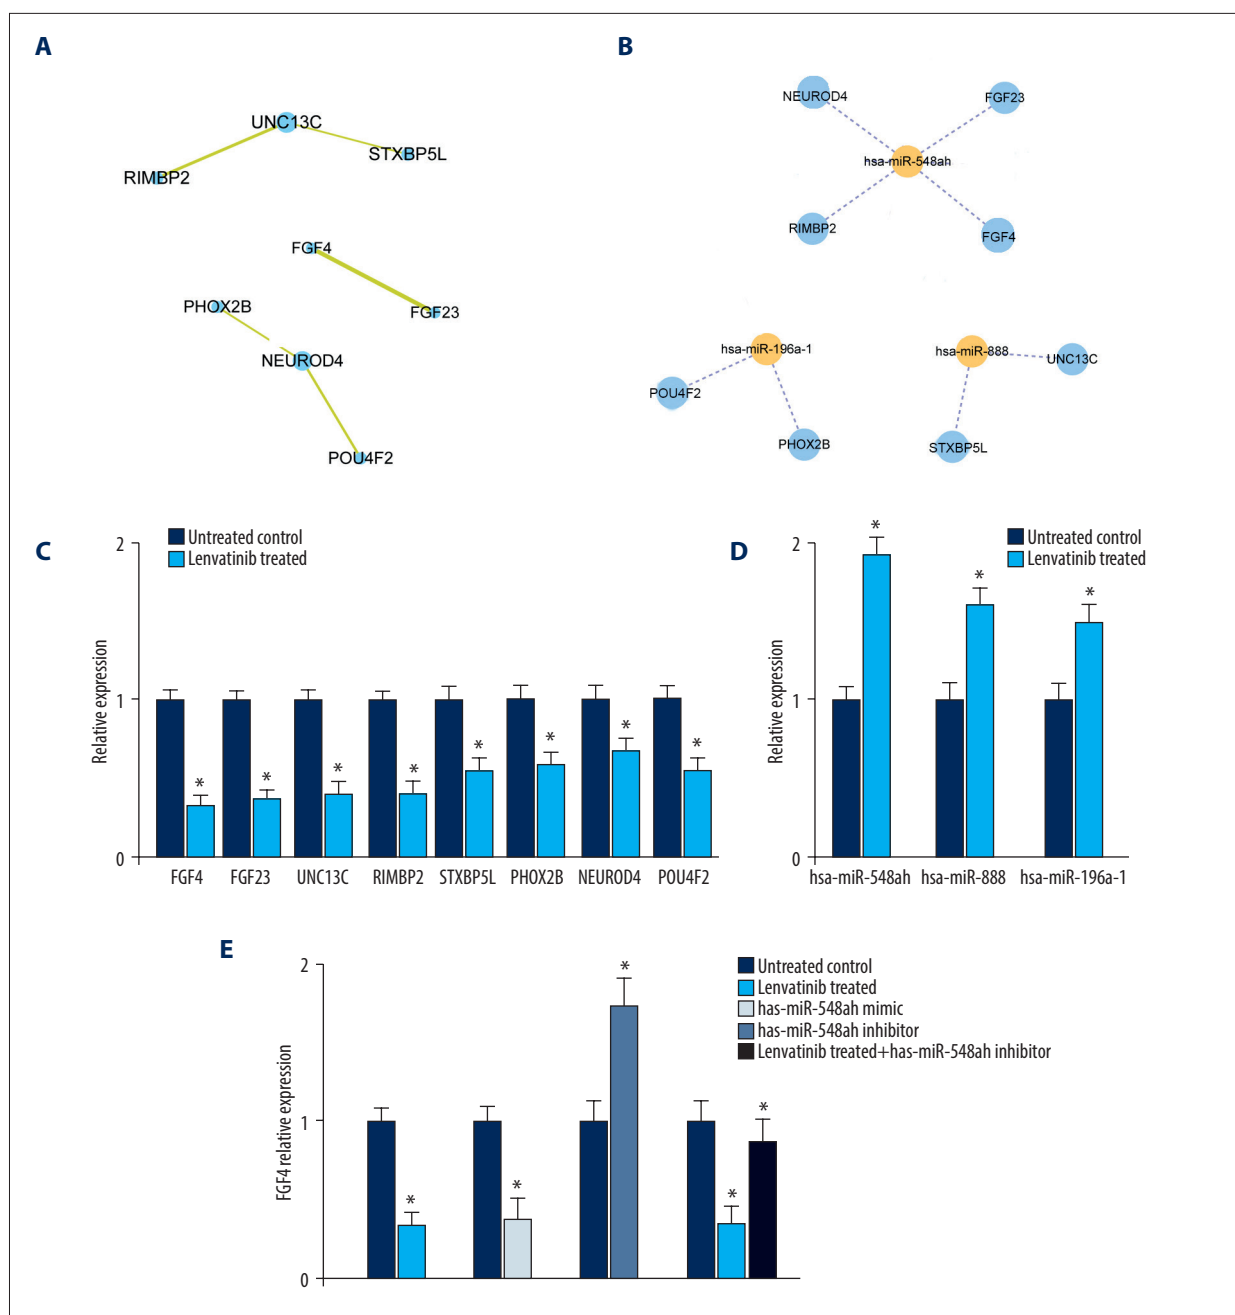 A
UNC13C
STXBP5L
RIMBP2
FGF4
PHOX2B
FGF23
NEUROD4
POU4F2
B
NEUROD4
FGF23
hsa-miR-548ah
RIMBP2
FGF4
hsa-miR-196a-1
hsa-miR-888
UNC13C
POU4F2
PHOX2B
STXBP5L
C
Untreated control
Lenvatinib treated
2
1
0
Relative expression
* * * * * * * *
FGF4 FGF23 UNC13C RIMBP2 STXBP5L PHOX2B NEUROD4 POU4F2
D
Untreated control
Lenvatinib treated
2
1
0
Relative expression
* * *
hsa-miR-548ah hsa-miR-888 hsa-miR-196a-1
E
Untreated control
Lenvatinib treated
has-miR-548ah mimic
has-miR-548ah inhibitor
Lenvatinib treated+has-miR-548ah inhibitor
2
1
0
FGF4 relative expression
* * * * *